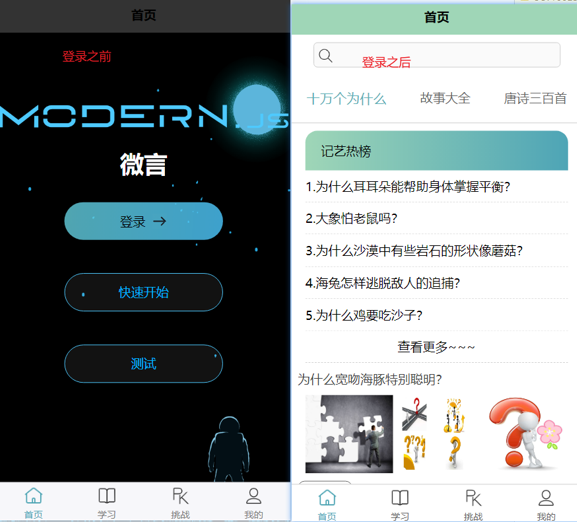 首页
登录之前
MODERN.JS
微言
登录 →
快速开始
测试
首页
学习
挑战
我的
首页
登录之后
十万个为什么
故事大全
唐诗三百首
记艺热榜
1.为什么耳耳朵能帮助身体掌握平衡?
2.大象怕老鼠吗?
3.为什么沙漠中有些岩石的形状像蘑菇?
4.海兔怎样逃脱敌人的追捕?
5.为什么鸡要吃沙子?
查看更多~~~
为什么宽吻海豚特别聪明?
首页
学习
挑战
我的